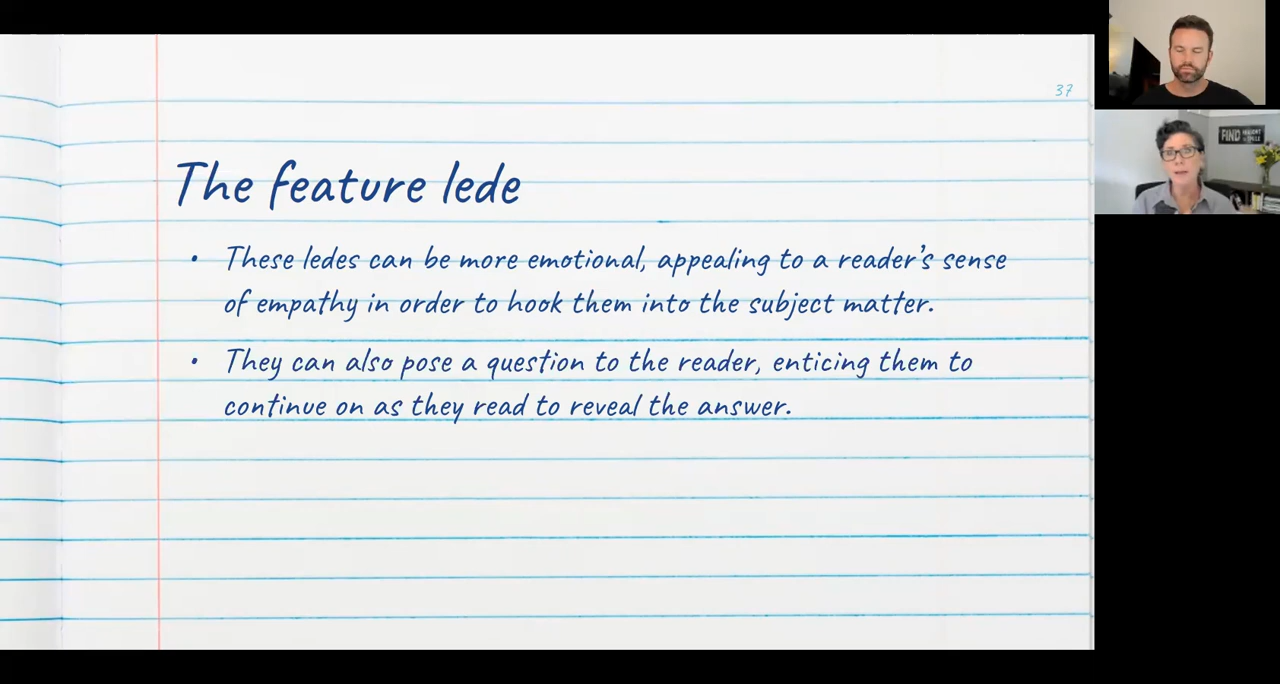 37
The feature lede
• These ledes can be more emotional, appealing to a reader's sense
of empathy in order to hook them into the subject matter.
• They can also pose a question to the reader, enticing them to
continue on as they read to reveal the answer.
FIND